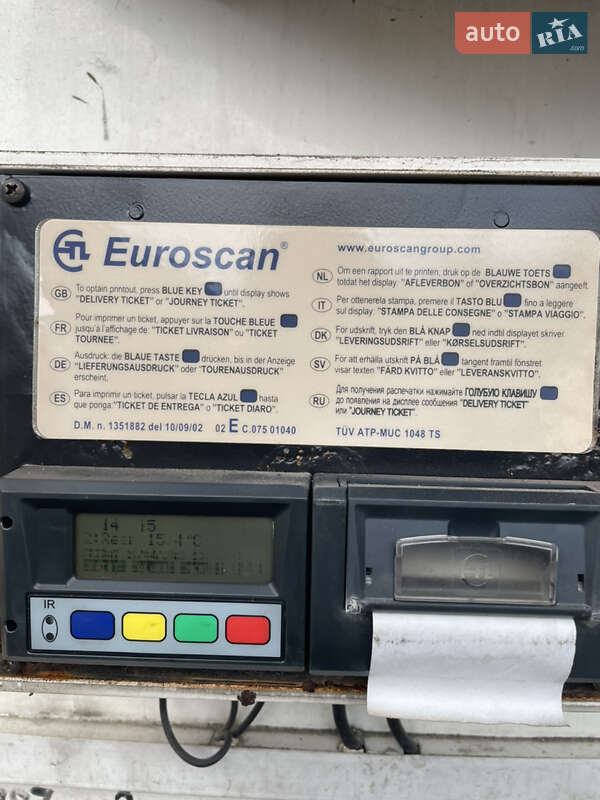 auto RIA .com
Euroscan®
www.euroscangroup.com
GB To optain printout, press BLUE KEY until display shows
"DELIVERY TICKET" or "JOURNEY TICKET".
FR Pour imprimer un ticket, appuyer sur la TOUCHE BLEUE
jusqu'a l'affichage de: "TICKET LIVRAISON" ou "TICKET
TOURNEE".
DE Ausdruck: die BLAUE TASTE drücken, bis in der Anzeige
"LIEFERUNGSAUSDRUCK" oder "TOURENAUSDRUCK"
erscheint.
ES Para imprimir un ticket, pulsar la TECLA AZUL hasta
que ponga:"TICKET DE ENTREGA" o "TICKET DIARO".
NL Om een rapport uit te printen, druk op de BLAUWE TOETS
totdat het display: "AFLEVERBON" of "OVERZICHTSBON" aangeeft.
IT Per ottenerela stampa, premere il TASTO BLU fino a leggere
sul display: "STAMPA DELLE CONSEGNE" o "STAMPA VIAGGIO".
DK For udskrift, tryk den BLÅ KNAP ned indtil displayet skriver
"LEVERINGSUDSRIFT" eller "KØRSELSUDSRIFT".
SV För att erhålla utskrift PÅ BLÅ tangent framtil fönstret
visar texten "FÄRD KVITTO" eller "LEVERANSKVITTO".
RU Для получения распечатки нажимайте ГОЛУБУЮ КЛАВИШУ
до появления на дисплее сообщения "DELIVERY TICKET"
или "JOURNEY TICKET".
D.M. n. 1351882 del 10/09/02 02 E C.075 01040
TÜV ATP-MUC 1048 TS
14 15
15.4°C
IR